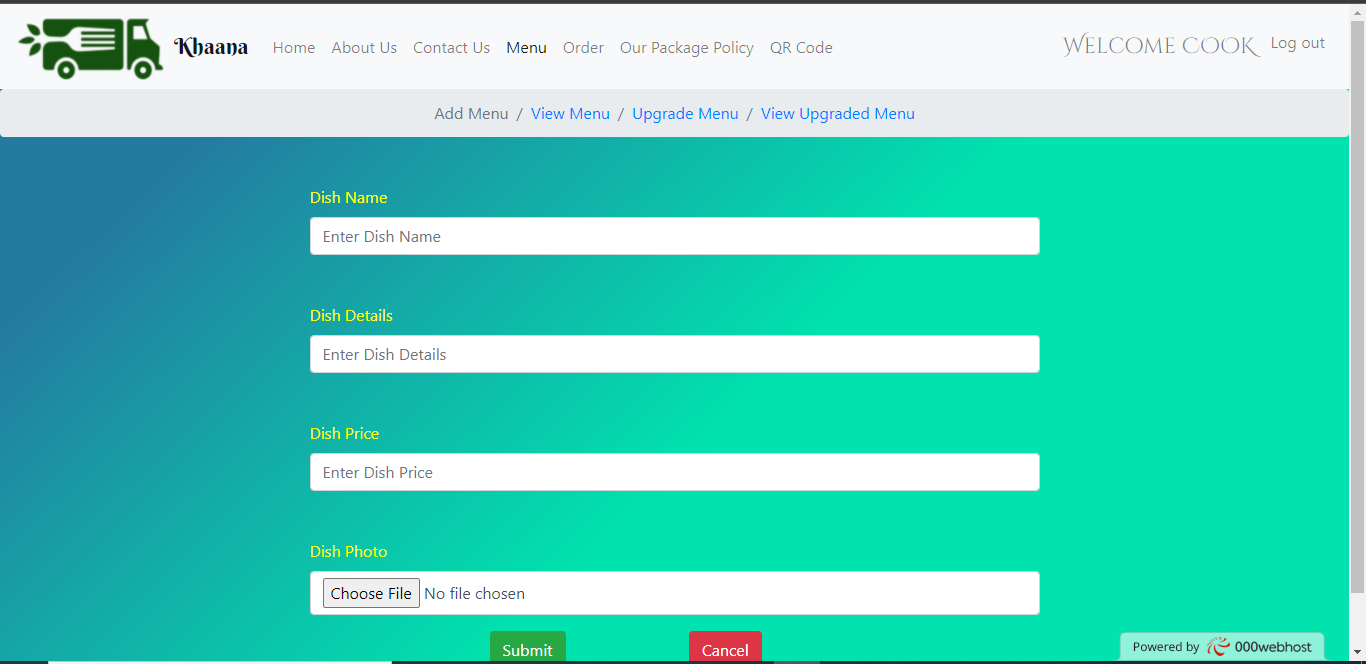 Khaana Home About Us Contact Us Menu Order Our Package Policy QR Code WELCOME COOK Log out
Add Menu / View Menu / Upgrade Menu / View Upgraded Menu
Dish Name
Enter Dish Name
Dish Details
Enter Dish Details
Dish Price
Enter Dish Price
Dish Photo
Choose File No file chosen
Submit Cancel
Powered by 000webhost